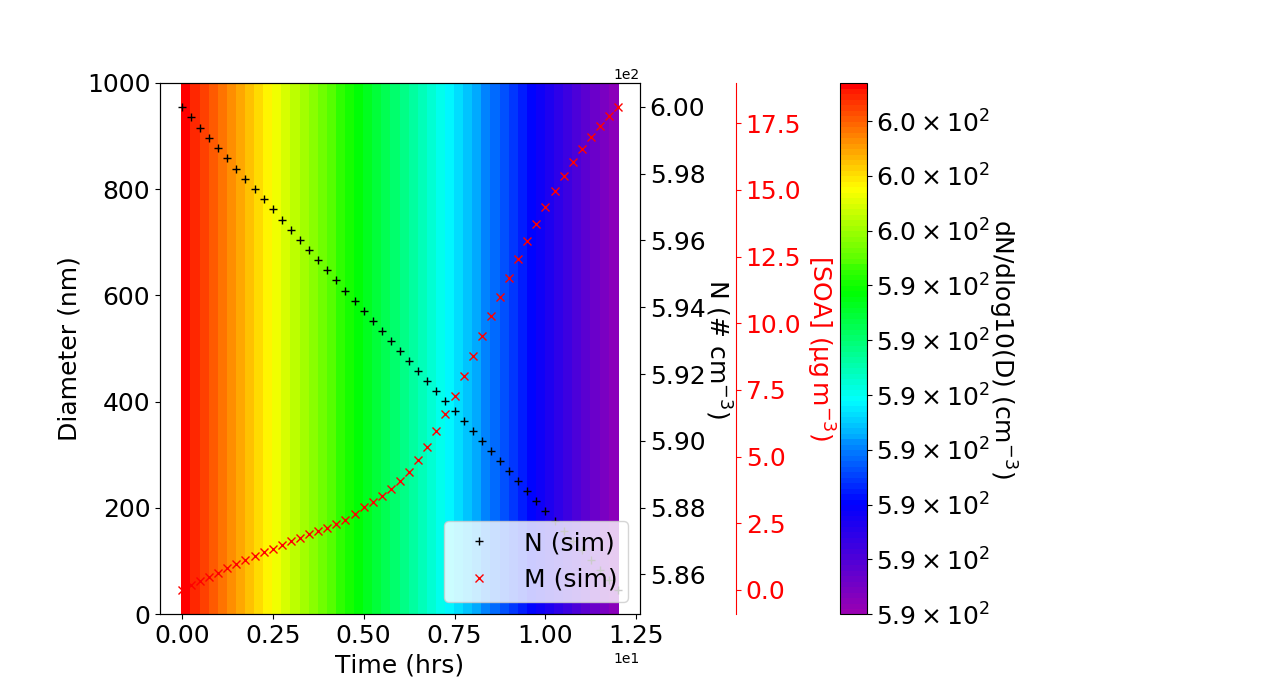 1e2
1000
800
600
400
200
0
Diameter (nm)
0.00 0.25 0.50 0.75 1.00 1.25
1e1
Time (hrs)
6.00
5.98
5.96
5.94
5.92
5.90
5.88
5.86
N (# cm⁻³)
17.5
15.0
12.5
10.0
7.5
5.0
2.5
0.0
[SOA] (µg m⁻³)
6.0 × 10²
6.0 × 10²
6.0 × 10²
5.9 × 10²
5.9 × 10²
5.9 × 10²
5.9 × 10²
5.9 × 10²
5.9 × 10²
5.9 × 10²
dN/dlog10(D) (cm⁻³)
N (sim)
M (sim)